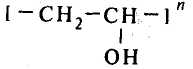 [ — CH₂ — CH — ]ⁿ
OH